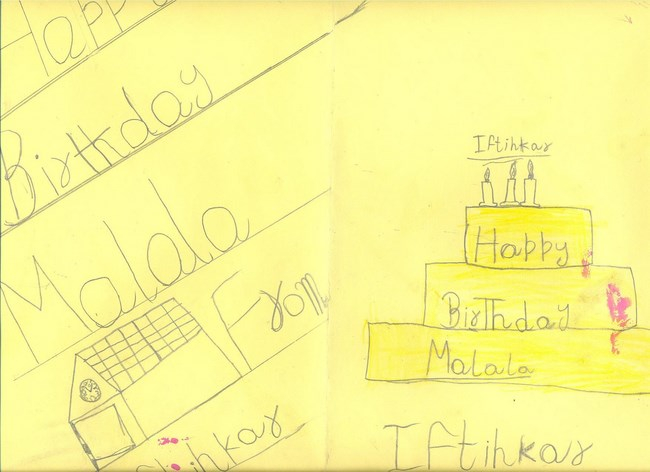 Happy
Birthday
Malala
From
Iftihkar
Iftihkar
Happy
Birthday
Malala
Iftihkar